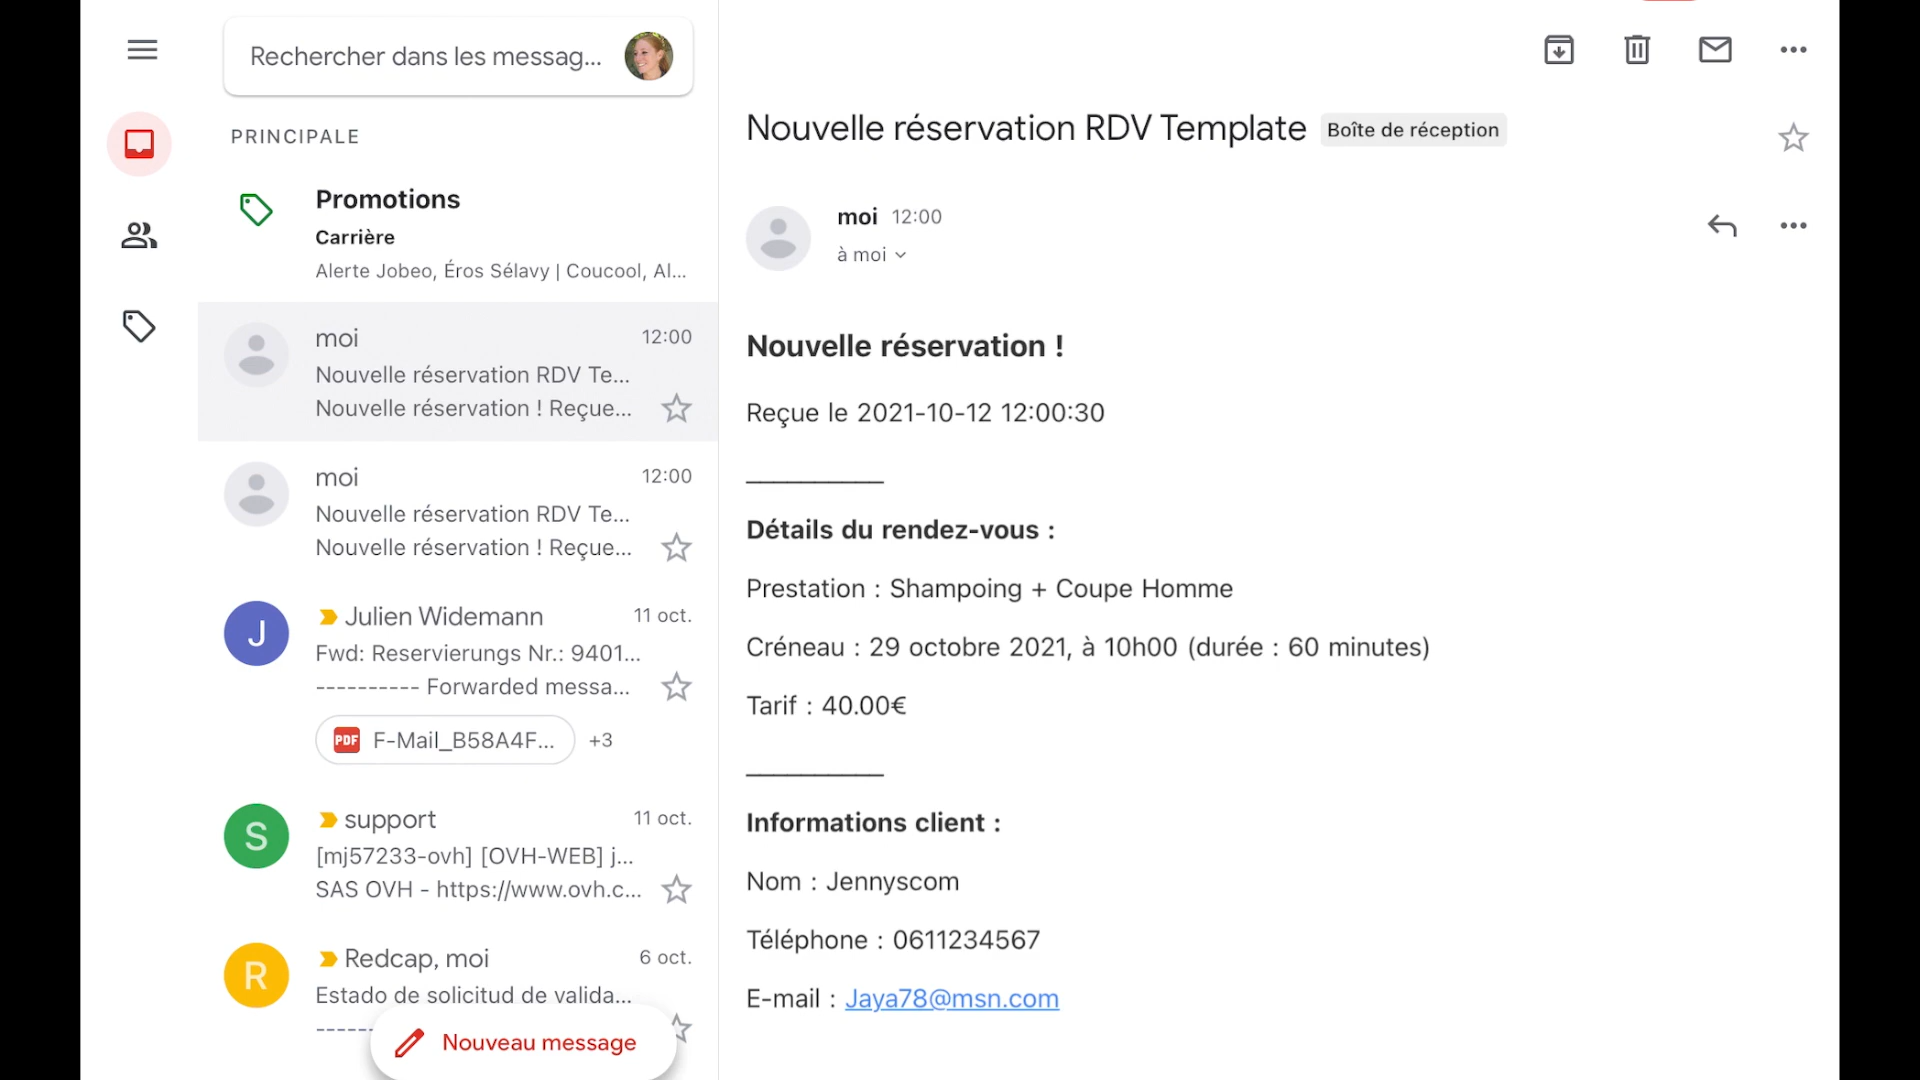 Rechercher dans les messag...
PRINCIPALE
Promotions
Carrière
Alerte Jobeo, Éros Sélavy | Coucool, Al...
moi 12:00
Nouvelle réservation RDV Te...
Nouvelle réservation ! Reçue...
moi 12:00
Nouvelle réservation RDV Te...
Nouvelle réservation ! Reçue...
J
Julien Widemann 11 oct.
Fwd: Reservierungs Nr.: 9401...
---------- Forwarded messa...
PDF F-Mail_B58A4F... +3
S
support 11 oct.
[mj57233-ovh] [OVH-WEB] j...
SAS OVH - https://www.ovh.c...
R
Redcap, moi 6 oct.
Estado de solicitud de valida...
------
Nouveau message
Nouvelle réservation RDV Template Boîte de réception
moi 12:00
à moi
Nouvelle réservation !
Reçue le 2021-10-12 12:00:30
__________
Détails du rendez-vous :
Prestation : Shampoing + Coupe Homme
Créneau : 29 octobre 2021, à 10h00 (durée : 60 minutes)
Tarif : 40.00€
__________
Informations client :
Nom : Jennyscom
Téléphone : 0611234567
E-mail : Jaya78@msn.com